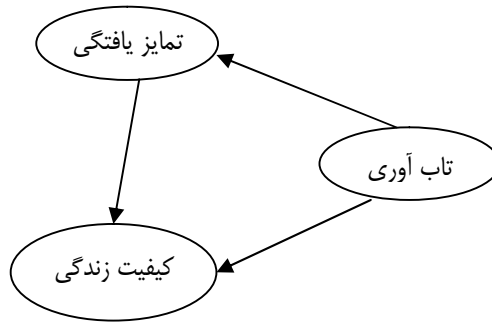 تمایز یافتگی
تاب آوری
کیفیت زندگی